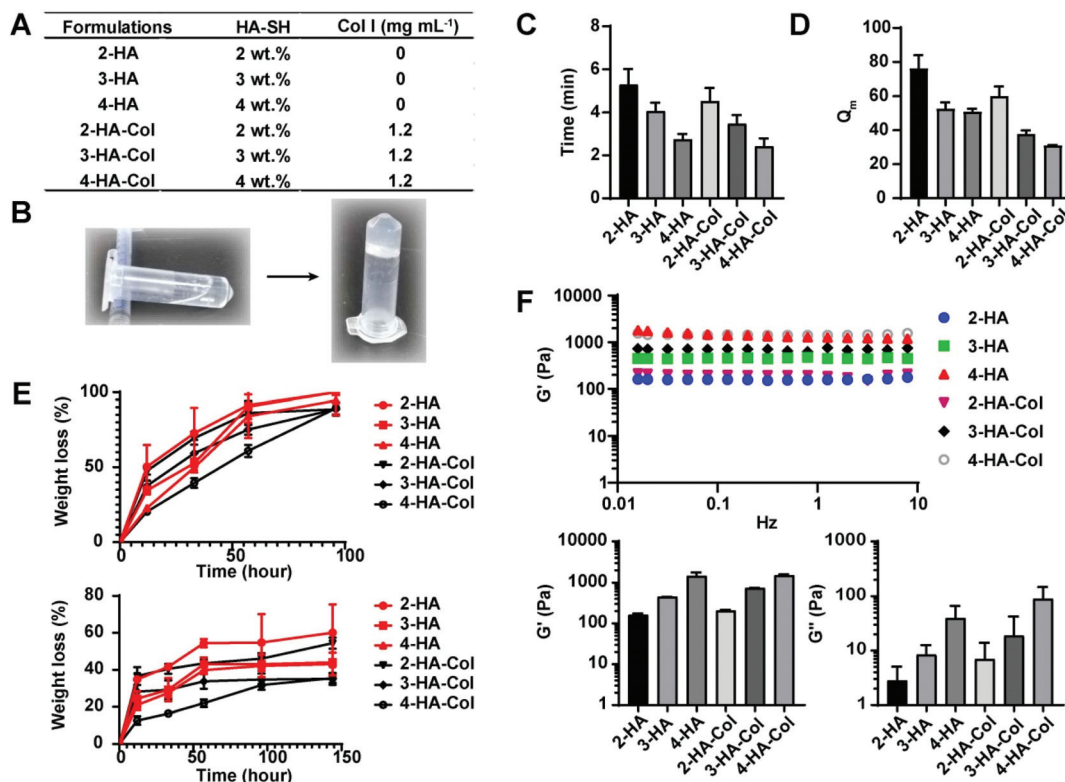 A
Formulations HA-SH Col I (mg mL⁻¹)
2-HA 2 wt.% 0
3-HA 3 wt.% 0
4-HA 4 wt.% 0
2-HA-Col 2 wt.% 1.2
3-HA-Col 3 wt.% 1.2
4-HA-Col 4 wt.% 1.2
B
C
Time (min)
8
6
4
2
0
2-HA
3-HA
4-HA
2-HA-Col
3-HA-Col
4-HA-Col
D
Qm
100
80
60
40
20
0
2-HA
3-HA
4-HA
2-HA-Col
3-HA-Col
4-HA-Col
E
Weight loss (%)
100
50
0
0 50 100
Time (hour)
2-HA
3-HA
4-HA
2-HA-Col
3-HA-Col
4-HA-Col
Weight loss (%)
80
60
40
20
0
0 50 100 150
Time (hour)
2-HA
3-HA
4-HA
2-HA-Col
3-HA-Col
4-HA-Col
F
G' (Pa)
10000
1000
100
10
1
0.01 0.1 1 10
Hz
2-HA
3-HA
4-HA
2-HA-Col
3-HA-Col
4-HA-Col
G' (Pa)
10000
1000
100
10
1
2-HA
3-HA
4-HA
2-HA-Col
3-HA-Col
4-HA-Col
G'' (Pa)
1000
100
10
1
2-HA
3-HA
4-HA
2-HA-Col
3-HA-Col
4-HA-Col